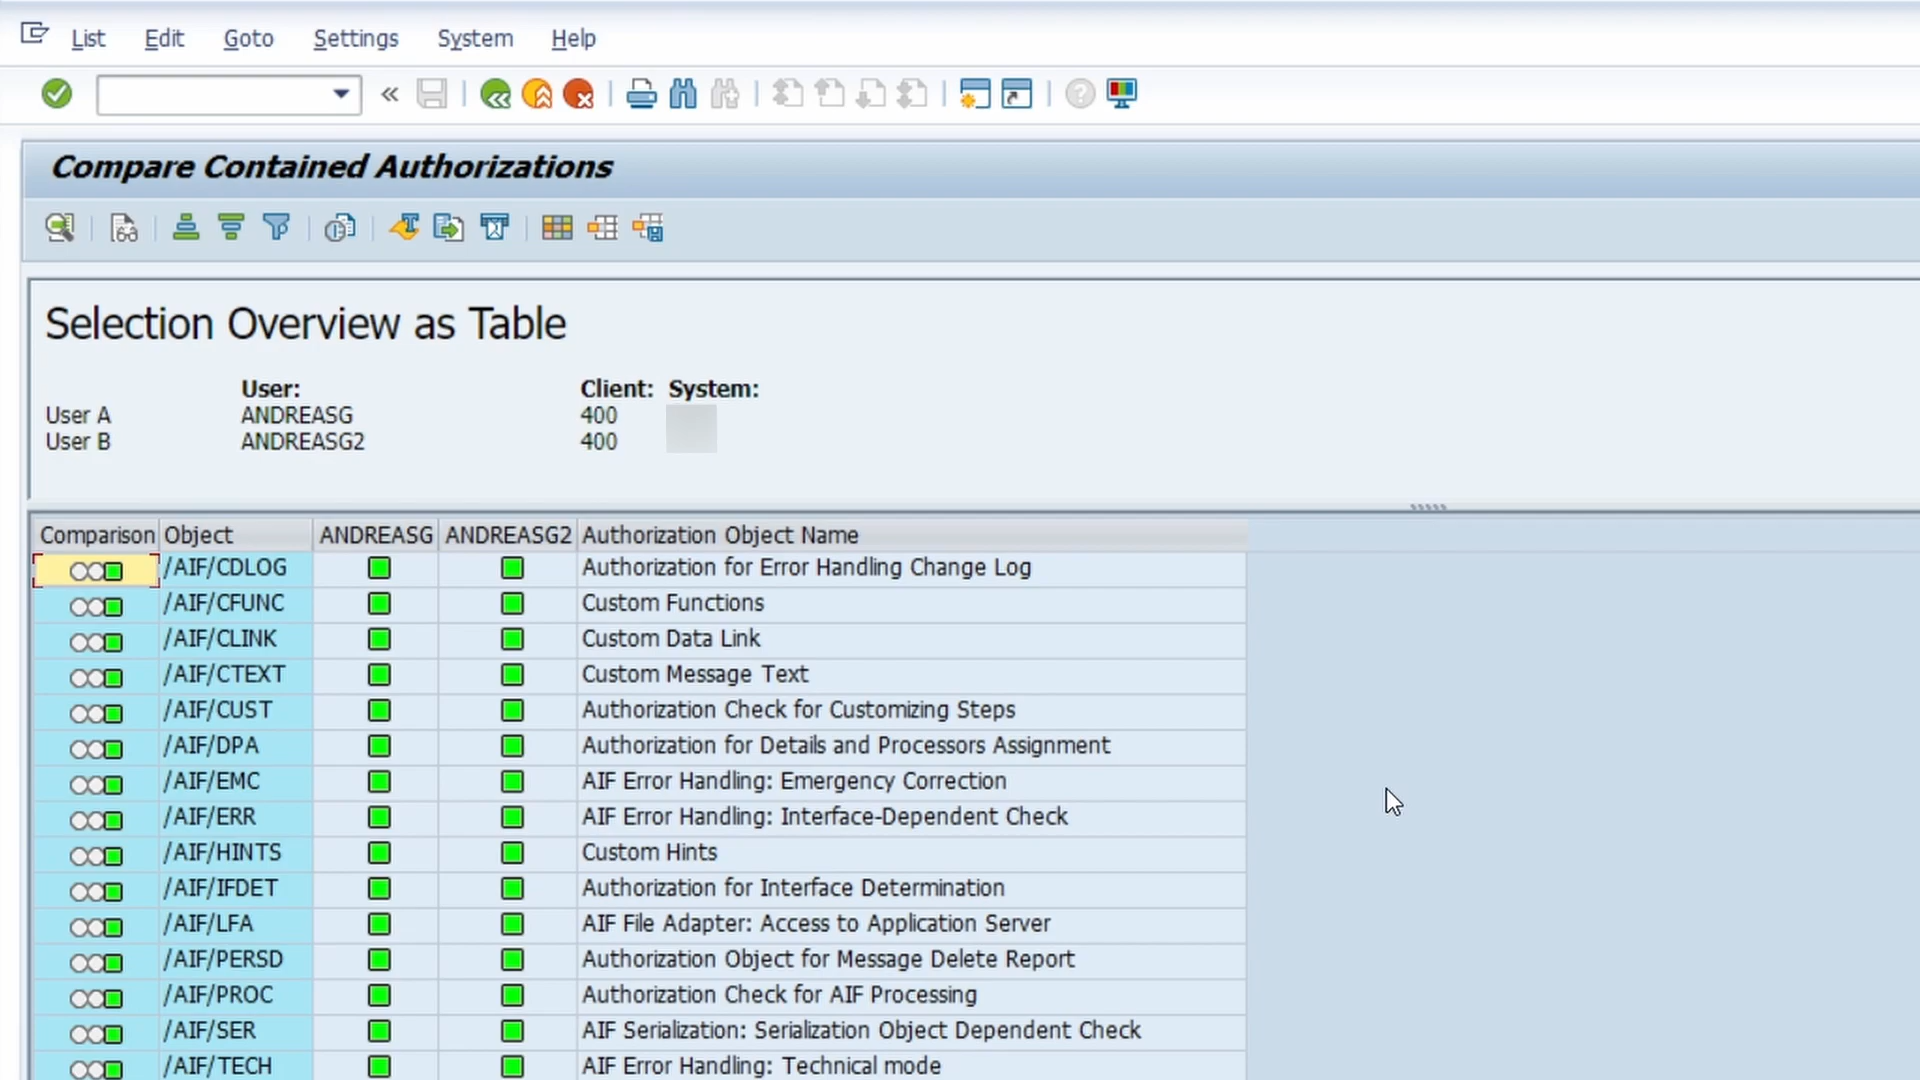 List Edit Goto Settings System Help
Compare Contained Authorizations
Selection Overview as Table
User: Client: System:
User A ANDREASG 400
User B ANDREASG2 400
Comparison Object ANDREASG ANDREASG2 Authorization Object Name
/AIF/CDLOG Authorization for Error Handling Change Log
/AIF/CFUNC Custom Functions
/AIF/CLINK Custom Data Link
/AIF/CTEXT Custom Message Text
/AIF/CUST Authorization Check for Customizing Steps
/AIF/DPA Authorization for Details and Processors Assignment
/AIF/EMC AIF Error Handling: Emergency Correction
/AIF/ERR AIF Error Handling: Interface-Dependent Check
/AIF/HINTS Custom Hints
/AIF/IFDET Authorization for Interface Determination
/AIF/LFA AIF File Adapter: Access to Application Server
/AIF/PERSD Authorization Object for Message Delete Report
/AIF/PROC Authorization Check for AIF Processing
/AIF/SER AIF Serialization: Serialization Object Dependent Check
/AIF/TECH AIF Error Handling: Technical mode